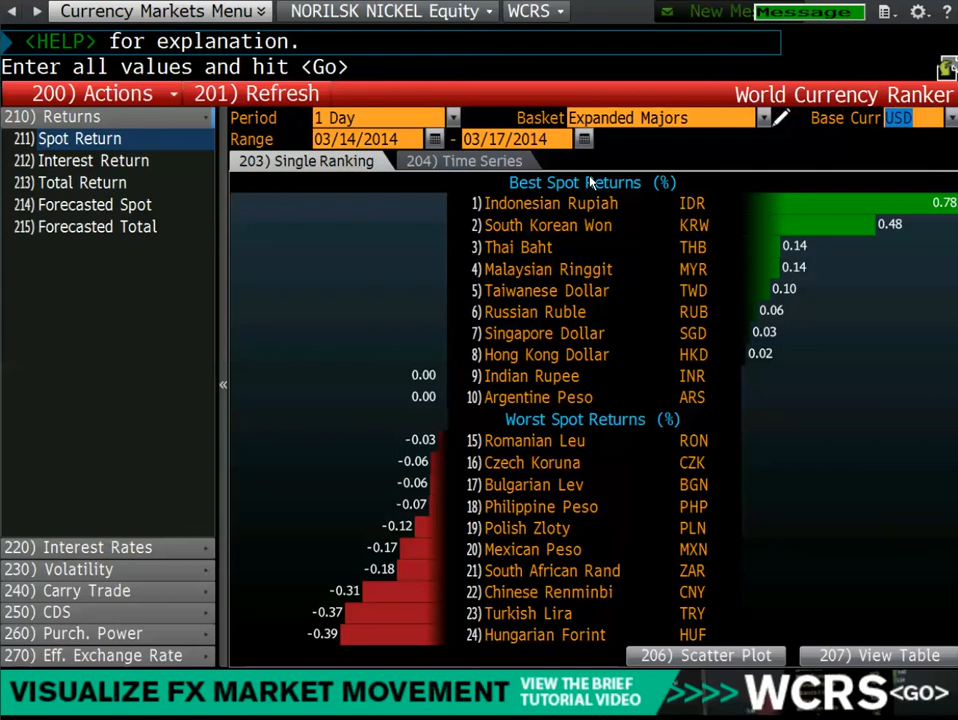 Currency Markets Menu NORILSK NICKEL Equity WCRS New Mes Message ?
<HELP> for explanation.
Enter all values and hit <Go>
200) Actions 201) Refresh World Currency Ranker
210) Returns Period 1 Day Basket Expanded Majors Base Curr USD
211) Spot Return Range 03/14/2014 - 03/17/2014
212) Interest Return 203) Single Ranking 204) Time Series
213) Total Return Best Spot Returns (%)
214) Forecasted Spot 1) Indonesian Rupiah IDR 0.78
215) Forecasted Total 2) South Korean Won KRW 0.48
3) Thai Baht THB 0.14
4) Malaysian Ringgit MYR 0.14
5) Taiwanese Dollar TWD 0.10
6) Russian Ruble RUB 0.06
7) Singapore Dollar SGD 0.03
8) Hong Kong Dollar HKD 0.02
« 0.00 9) Indian Rupee INR
0.00 10) Argentine Peso ARS
Worst Spot Returns (%)
-0.03 15) Romanian Leu RON
-0.06 16) Czech Koruna CZK
-0.06 17) Bulgarian Lev BGN
-0.07 18) Philippine Peso PHP
-0.12 19) Polish Zloty PLN
220) Interest Rates -0.17 20) Mexican Peso MXN
230) Volatility -0.18 21) South African Rand ZAR
240) Carry Trade -0.31 22) Chinese Renminbi CNY
250) CDS -0.37 23) Turkish Lira TRY
260) Purch. Power -0.39 24) Hungarian Forint HUF
270) Eff. Exchange Rate 206) Scatter Plot 207) View Table
VISUALIZE FX MARKET MOVEMENT VIEW THE BRIEF TUTORIAL VIDEO >>>> WCRS <GO>